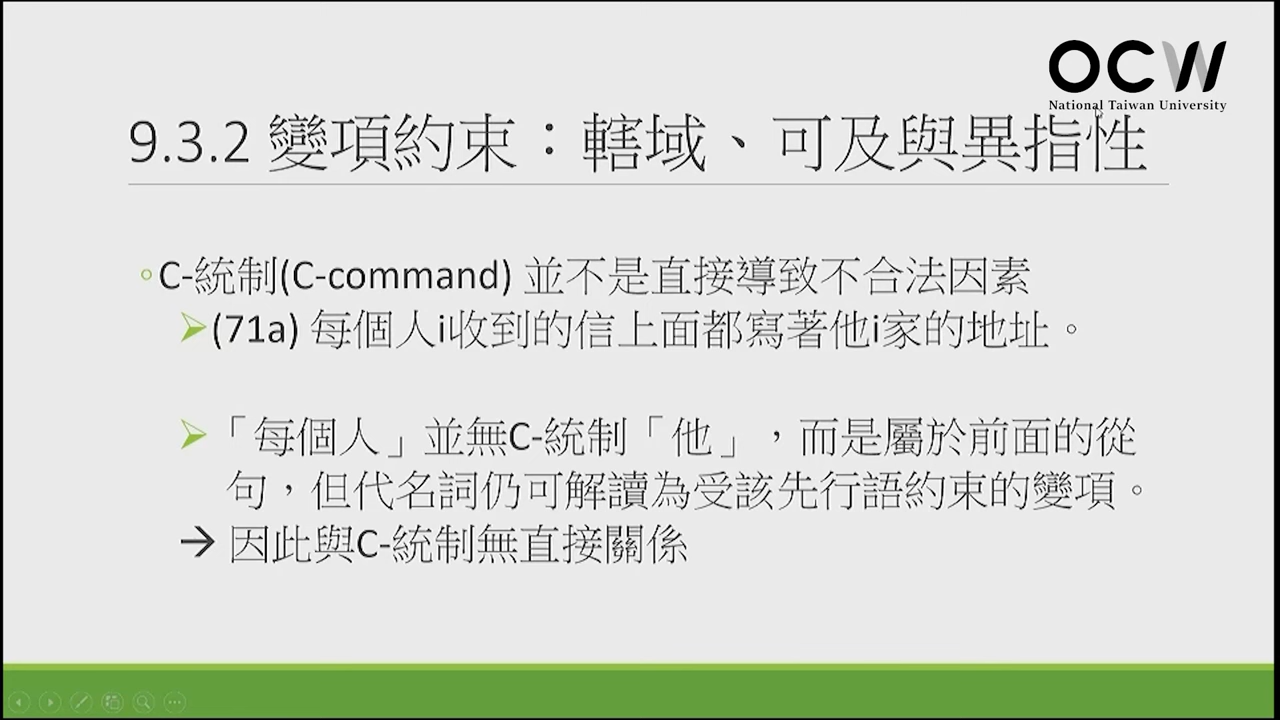 OCW
National Taiwan University
9.3.2 變項約束：轄域、可及與異指性
C-統制(C-command) 並不是直接導致不合法因素
(71a) 每個人i收到的信上面都寫著他i家的地址。
「每個人」並無C-統制「他」，而是屬於前面的從
句，但代名詞仍可解讀為受該先行語約束的變項。
→ 因此與C-統制無直接關係